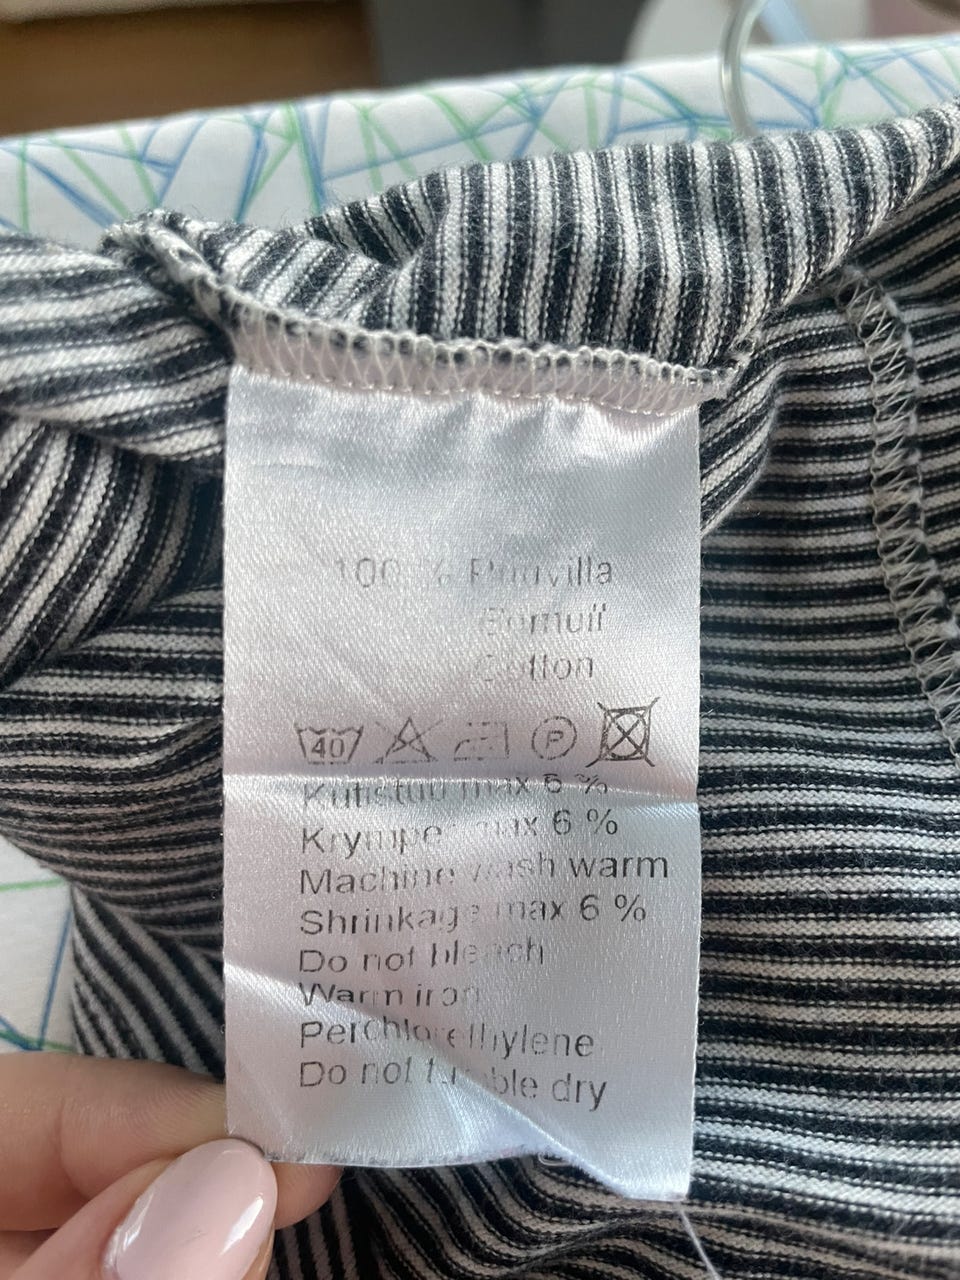 100 % Puuvilla
Bomull
Cotton
40 P
Kutistuu max 6 %
Krymper max 6 %
Machine wash warm
Shrinkage max 6 %
Do not bleach
Warm iron
Perchlorethylene
Do not tumble dry